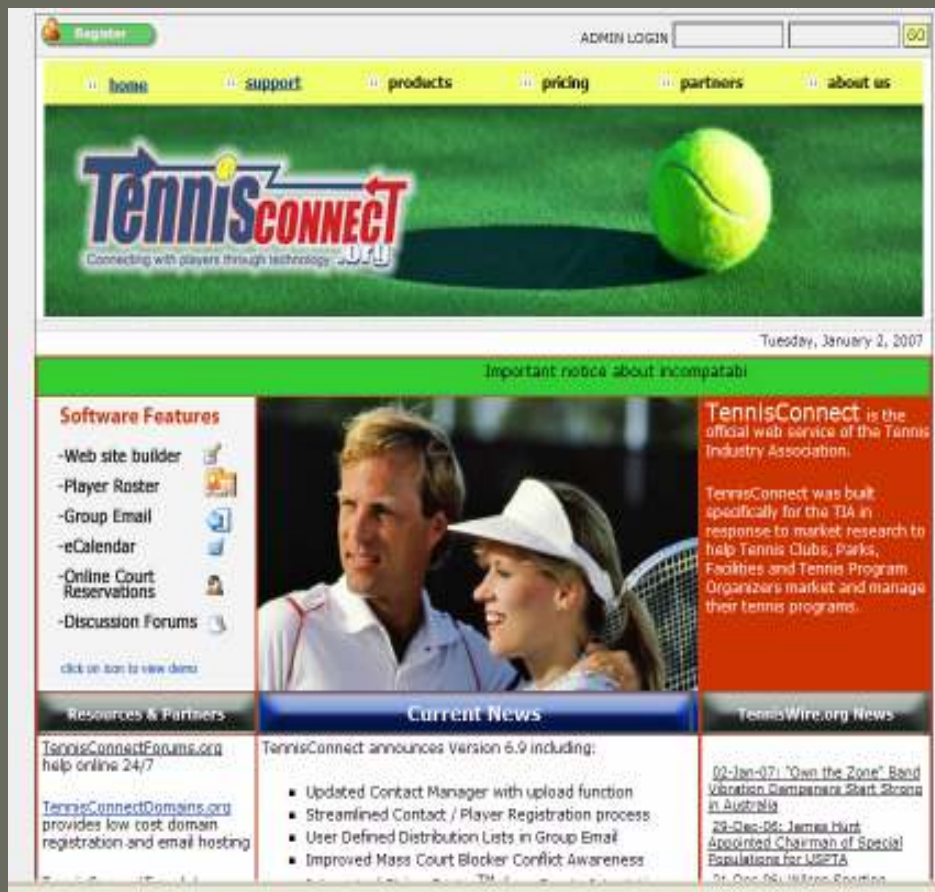 Register
ADMIN LOGIN GO
home support products pricing partners about us
TennisConnect
.org
Connecting with players through technology
Tuesday, January 2, 2007
Important notice about incompatabi
Software Features
-Web site builder
-Player Roster
-Group Email
-eCalendar
-Online Court
Reservations
-Discussion Forums
click on icon to view demo
TennisConnect is the
official web service of the Tennis
Industry Association.
TennisConnect was built
specifically for the TIA in
response to market research to
help Tennis Clubs, Parks,
Facilities and Tennis Program
Organizers market and manage
their tennis programs.
Resources & Partners
TennisConnectForums.org
help online 24/7
TennisConnectDomains.org
provides low cost domain
registration and email hosting
Current News
TennisConnect announces Version 6.9 including:
▪ Updated Contact Manager with upload function
▪ Streamlined Contact / Player Registration process
▪ User Defined Distribution Lists in Group Email
▪ Improved Mass Court Blocker Conflict Awareness
TennisWire.org News
02-Jan-07: "Own the Zone" Band
Vibration Dampeners Start Strong
in Australia
29-Dec-06: James Hunt
Appointed Chairman of Special
Populations for USPTA